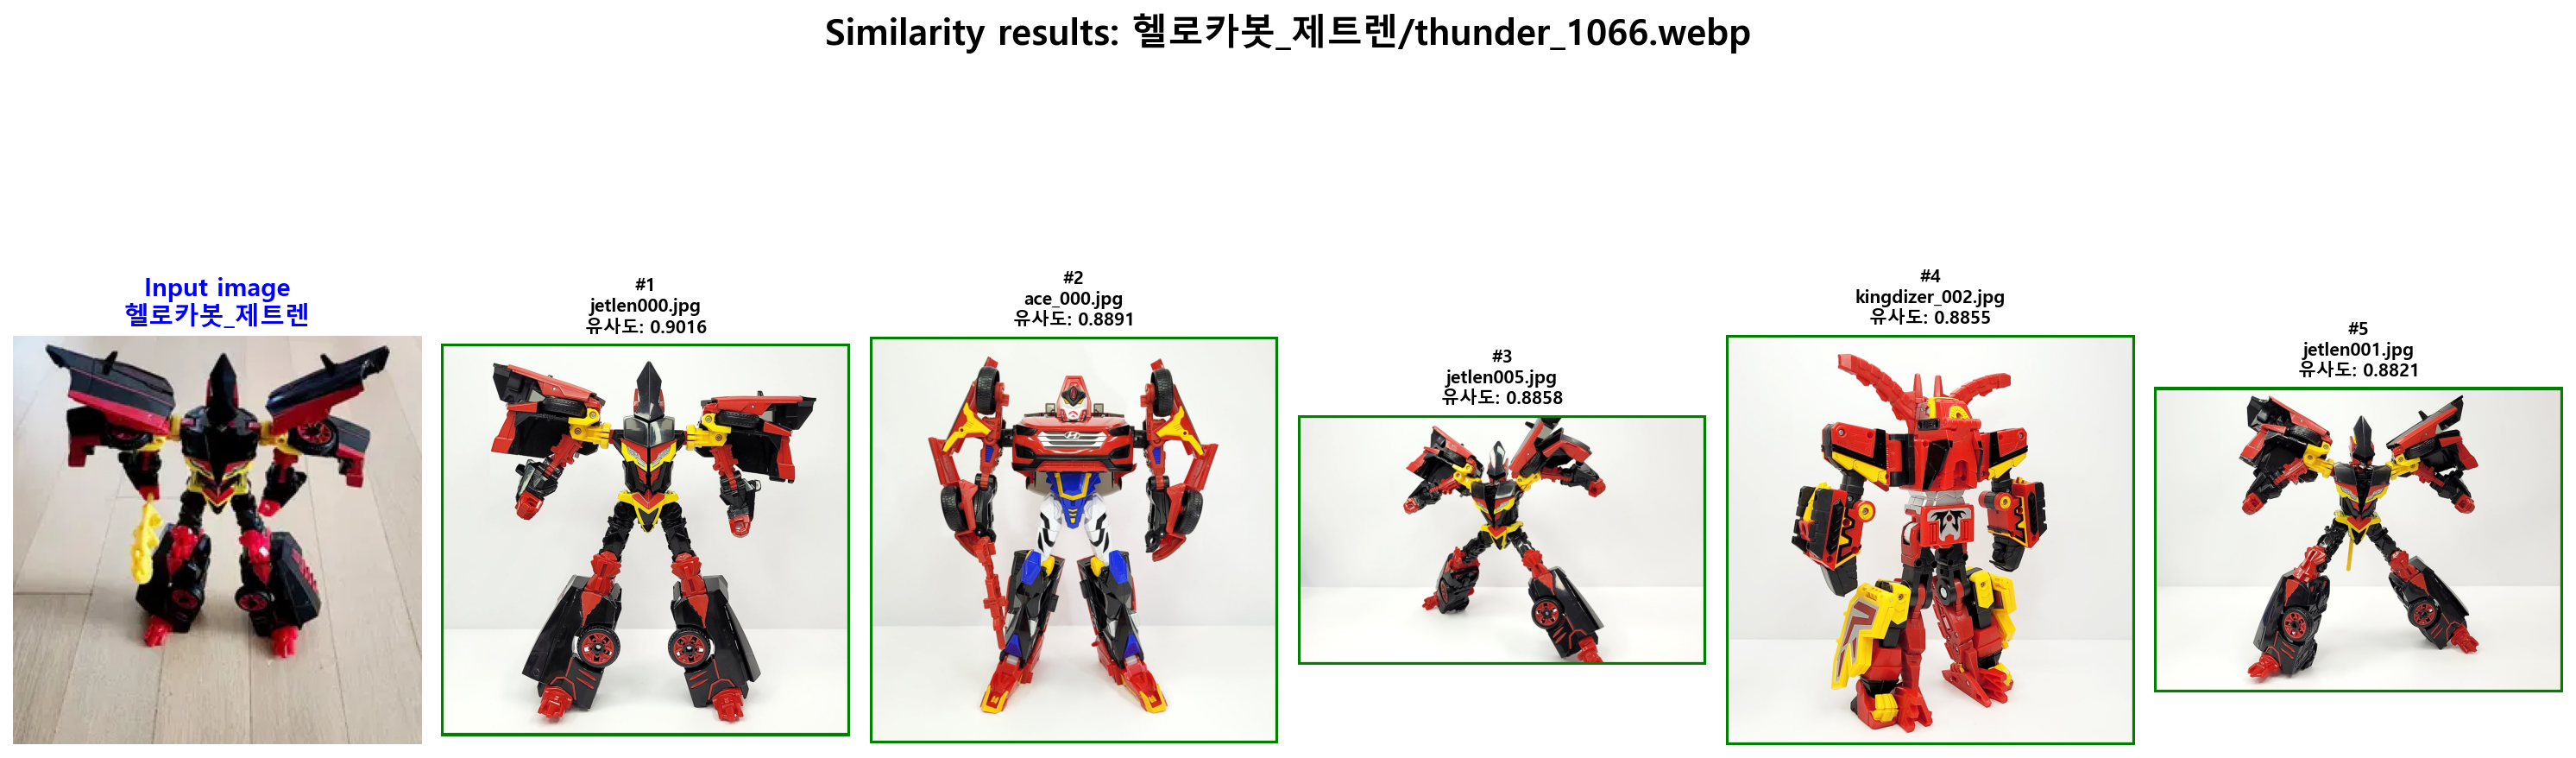 Similarity results: 헬로카봇_제트렌/thunder_1066.webp
Input image
헬로카봇_제트렌
#1
jetlen000.jpg
유사도: 0.9016
#2
ace_000.jpg
유사도: 0.8891
#3
jetlen005.jpg
유사도: 0.8858
#4
kingdizer_002.jpg
유사도: 0.8855
#5
jetlen001.jpg
유사도: 0.8821